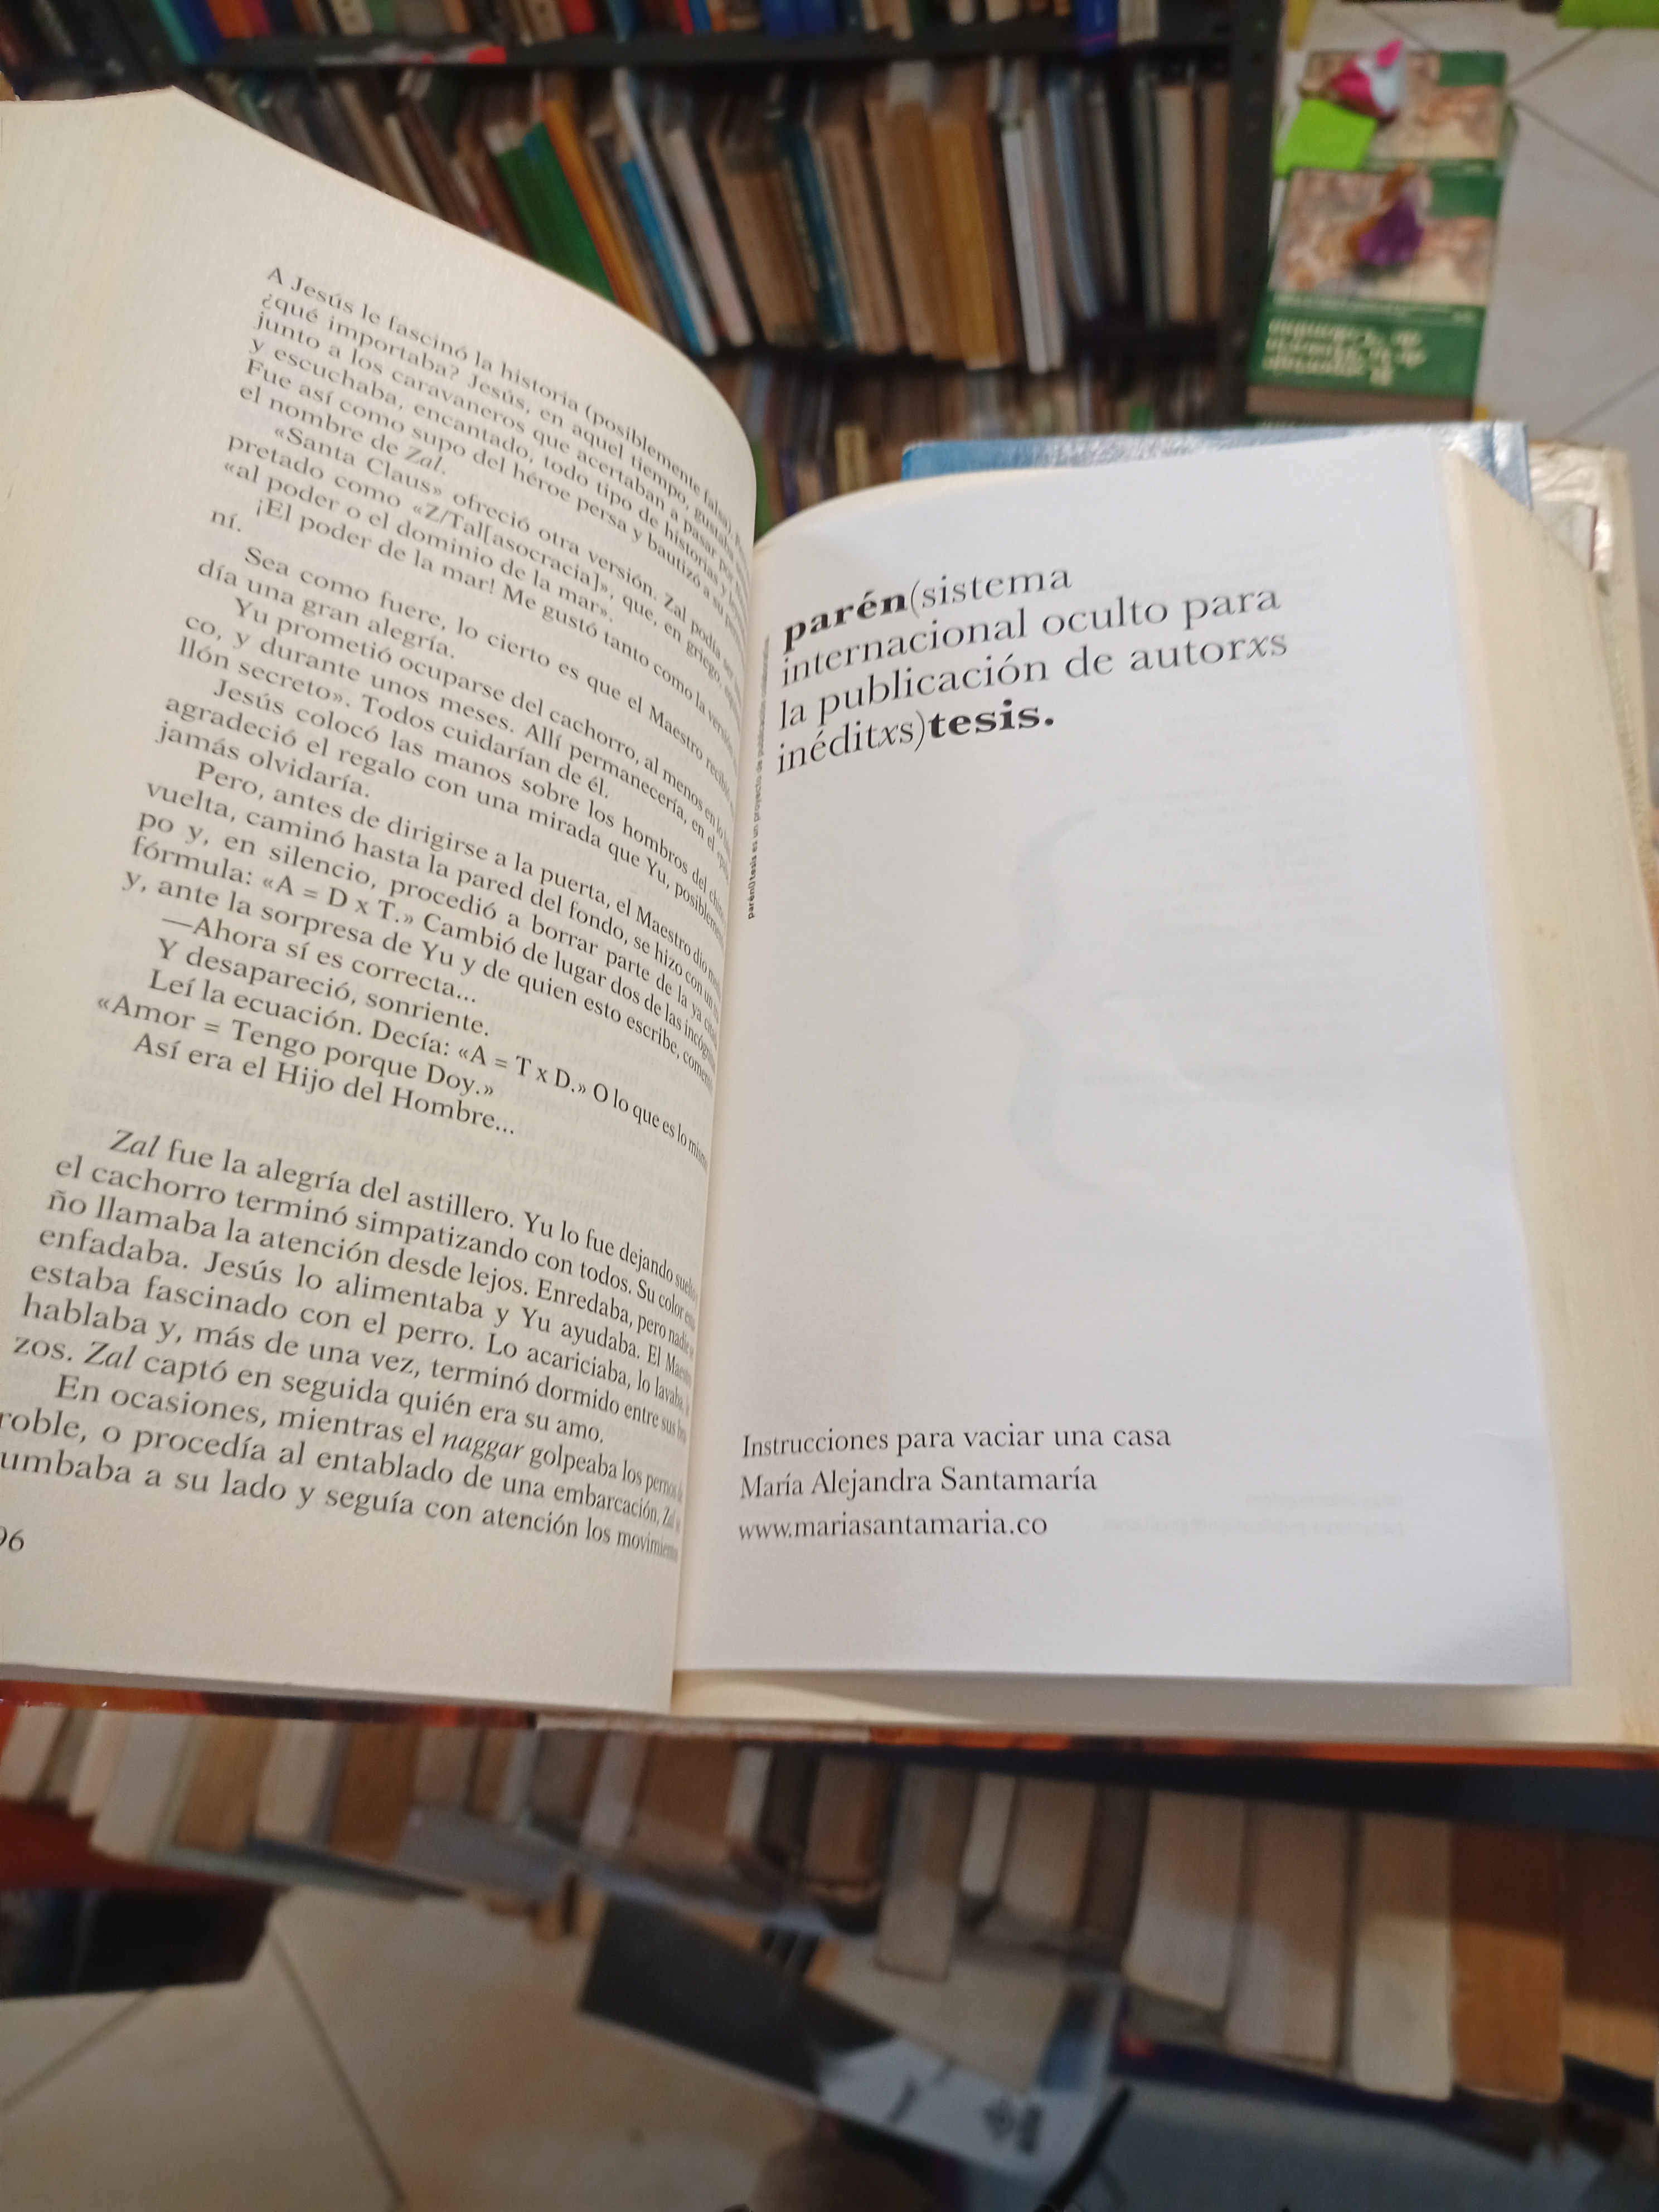 A Jesús le fascinó la historia (posiblemente falsa).
¿qué importaba? Jesús, en aquel tiempo, gustaba
junto a los caravaneros que acertaban a pasar por
y escuchaba, encantado, todo tipo de historias y
Fue así como supo del héroe persa y bautizó a su
el nombre de Zal.
«Santa Claus» ofreció otra versión. Zal podía ser
pretado como «Z/Tal[asocracia]», que, en griego,
«al poder o el dominio de la mar».
¡El poder de la mar! Me gustó tanto como la versión
ní.
Sea como fuere, lo cierto es que el Maestro recibió
día una gran alegría.
Yu prometió ocuparse del cachorro, al menos en lo
co, y durante unos meses. Allí permanecería, en el
llón secreto». Todos cuidarían de él.
Jesús colocó las manos sobre los hombros del chino
agradeció el regalo con una mirada que Yu, posiblemente
jamás olvidaría.
Pero, antes de dirigirse a la puerta, el Maestro dio
vuelta, caminó hasta la pared del fondo, se hizo con un
po y, en silencio, procedió a borrar parte de la ya
fórmula: «A = D x T.» Cambió de lugar dos de las
y, ante la sorpresa de Yu y de quien esto escribe,
—Ahora sí es correcta...
Y desapareció, sonriente.
Leí la ecuación. Decía: «A = T x D.» O lo que es lo mismo
«Amor = Tengo porque Doy.»
Así era el Hijo del Hombre...
Zal fue la alegría del astillero. Yu lo fue dejando suelto
el cachorro terminó simpatizando con todos. Su color
ño llamaba la atención desde lejos. Enredaba, pero nadie
enfadaba. Jesús lo alimentaba y Yu ayudaba. El
estaba fascinado con el perro. Lo acariciaba, lo lavaba,
hablaba y, más de una vez, terminó dormido entre sus
zos. Zal captó en seguida quién era su amo.
En ocasiones, mientras el naggar golpeaba los pernos
roble, o procedía al entablado de una embarcación, Zal
umbaba a su lado y seguía con atención los
96
parén(sistema
internacional oculto para
la publicación de autorxs
inéditxs)tesis.
parén()tesis es un proyecto de publicación
Instrucciones para vaciar una casa
María Alejandra Santamaría
www.mariasantamaria.co